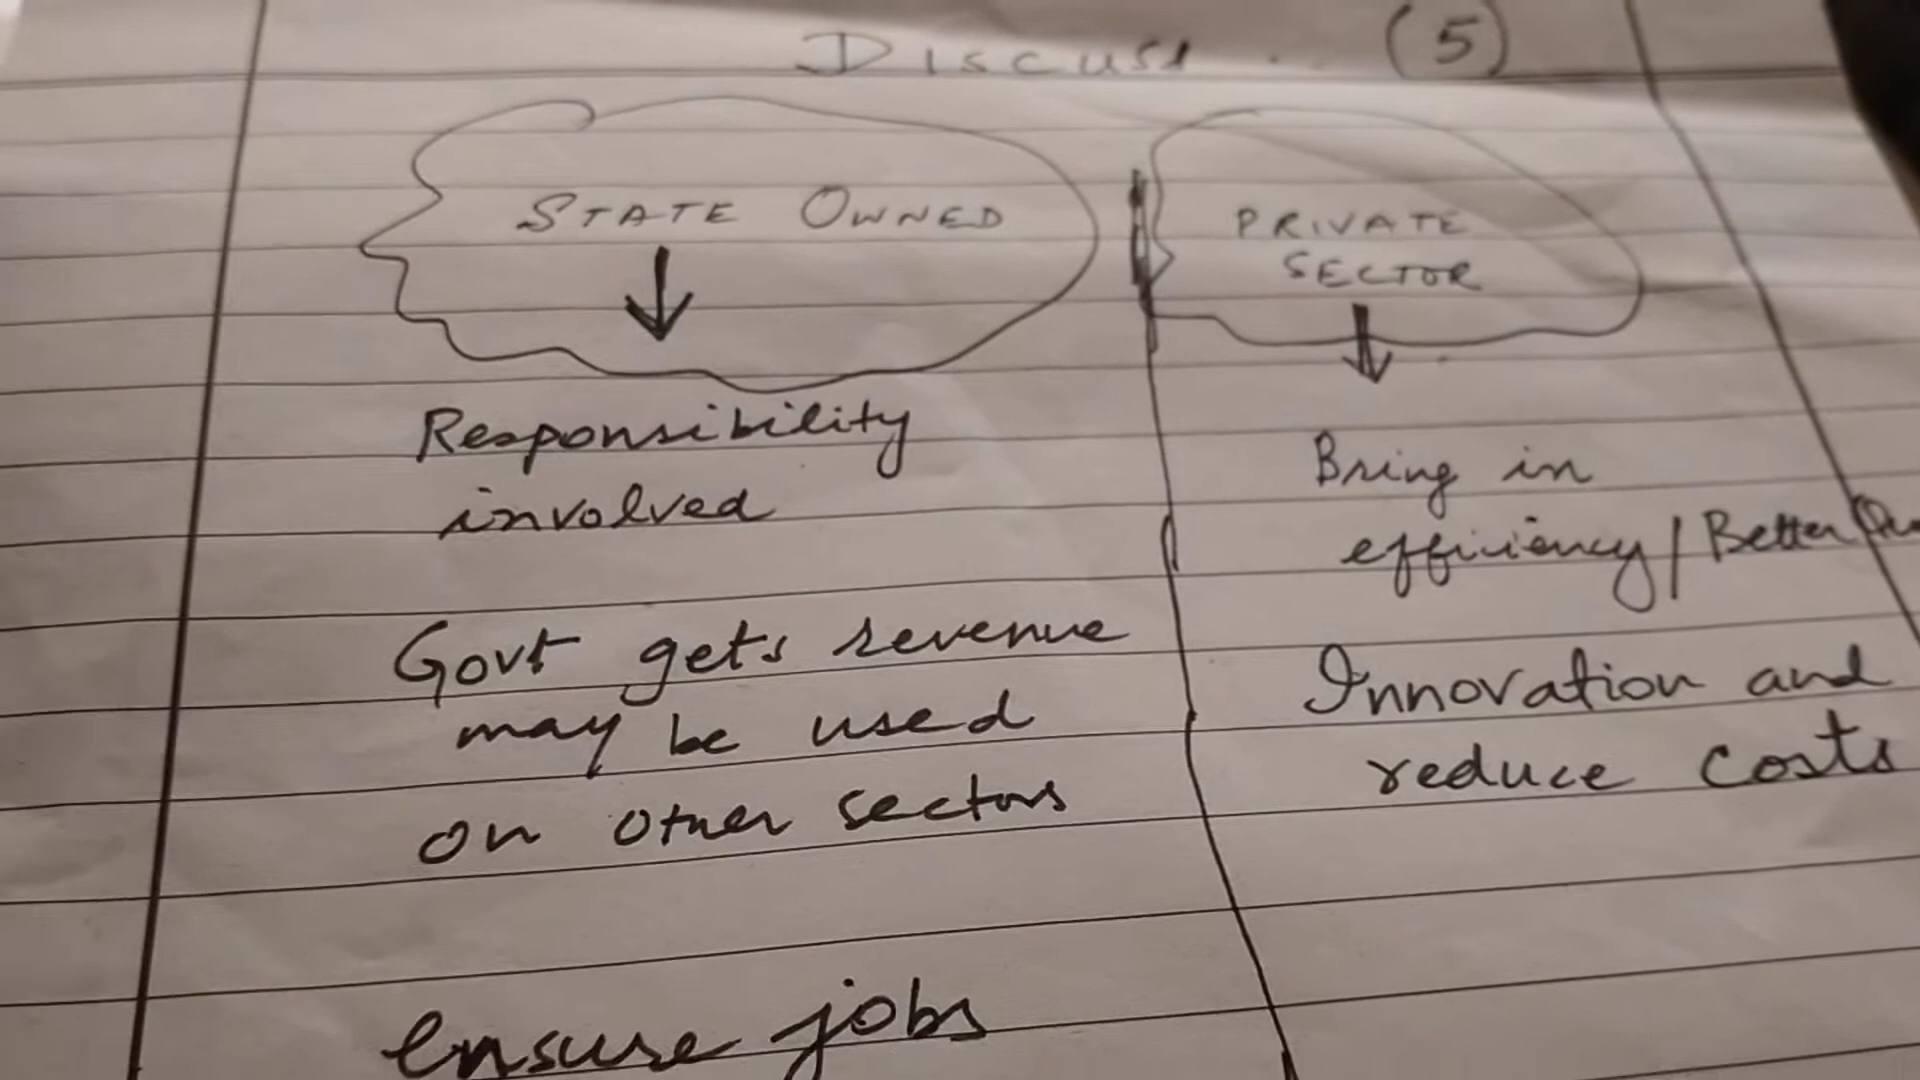 Discuss (5)
STATE OWNED
Responsibility
involved
Govt gets revenue
may be used
on other sectors
ensure jobs
PRIVATE
SECTOR
Bring in
efficiency / Better
Innovation and
reduce costs